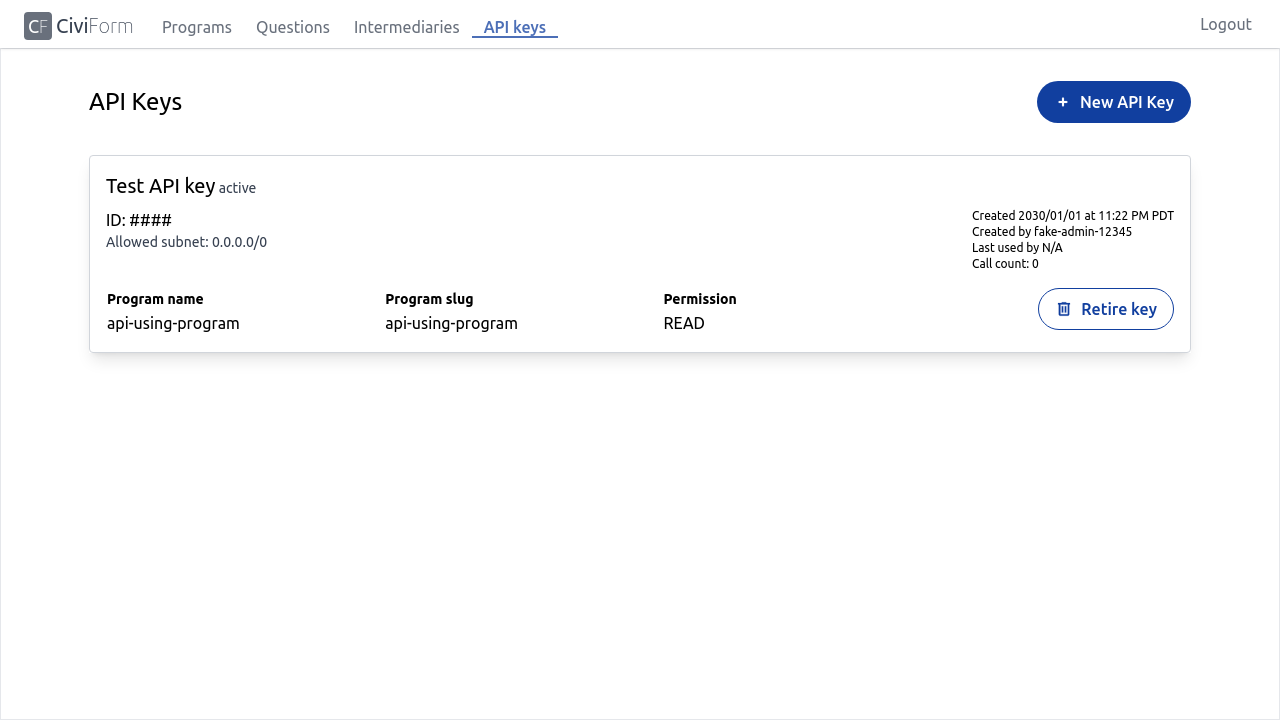 CF CiviForm Programs Questions Intermediaries API keys Logout
API Keys
+ New API Key
Test API key active
ID: ####
Allowed subnet: 0.0.0.0/0
Created 2030/01/01 at 11:22 PM PDT
Created by fake-admin-12345
Last used by N/A
Call count: 0
Program name Program slug Permission
api-using-program api-using-program READ
Retire key